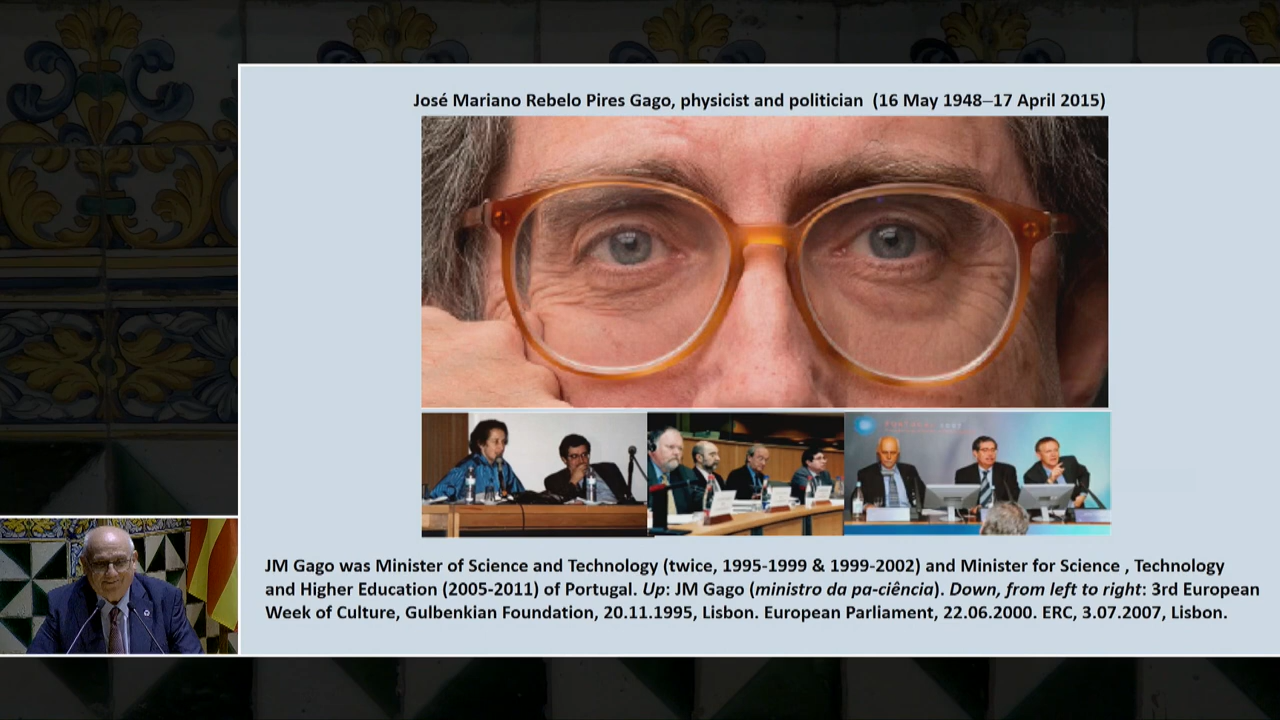 José Mariano Rebelo Pires Gago, physicist and politician (16 May 1948–17 April 2015)
JM Gago was Minister of Science and Technology (twice, 1995-1999 & 1999-2002) and Minister for Science , Technology
and Higher Education (2005-2011) of Portugal. Up: JM Gago (ministro da pa-ciência). Down, from left to right: 3rd European
Week of Culture, Gulbenkian Foundation, 20.11.1995, Lisbon. European Parliament, 22.06.2000. ERC, 3.07.2007, Lisbon.